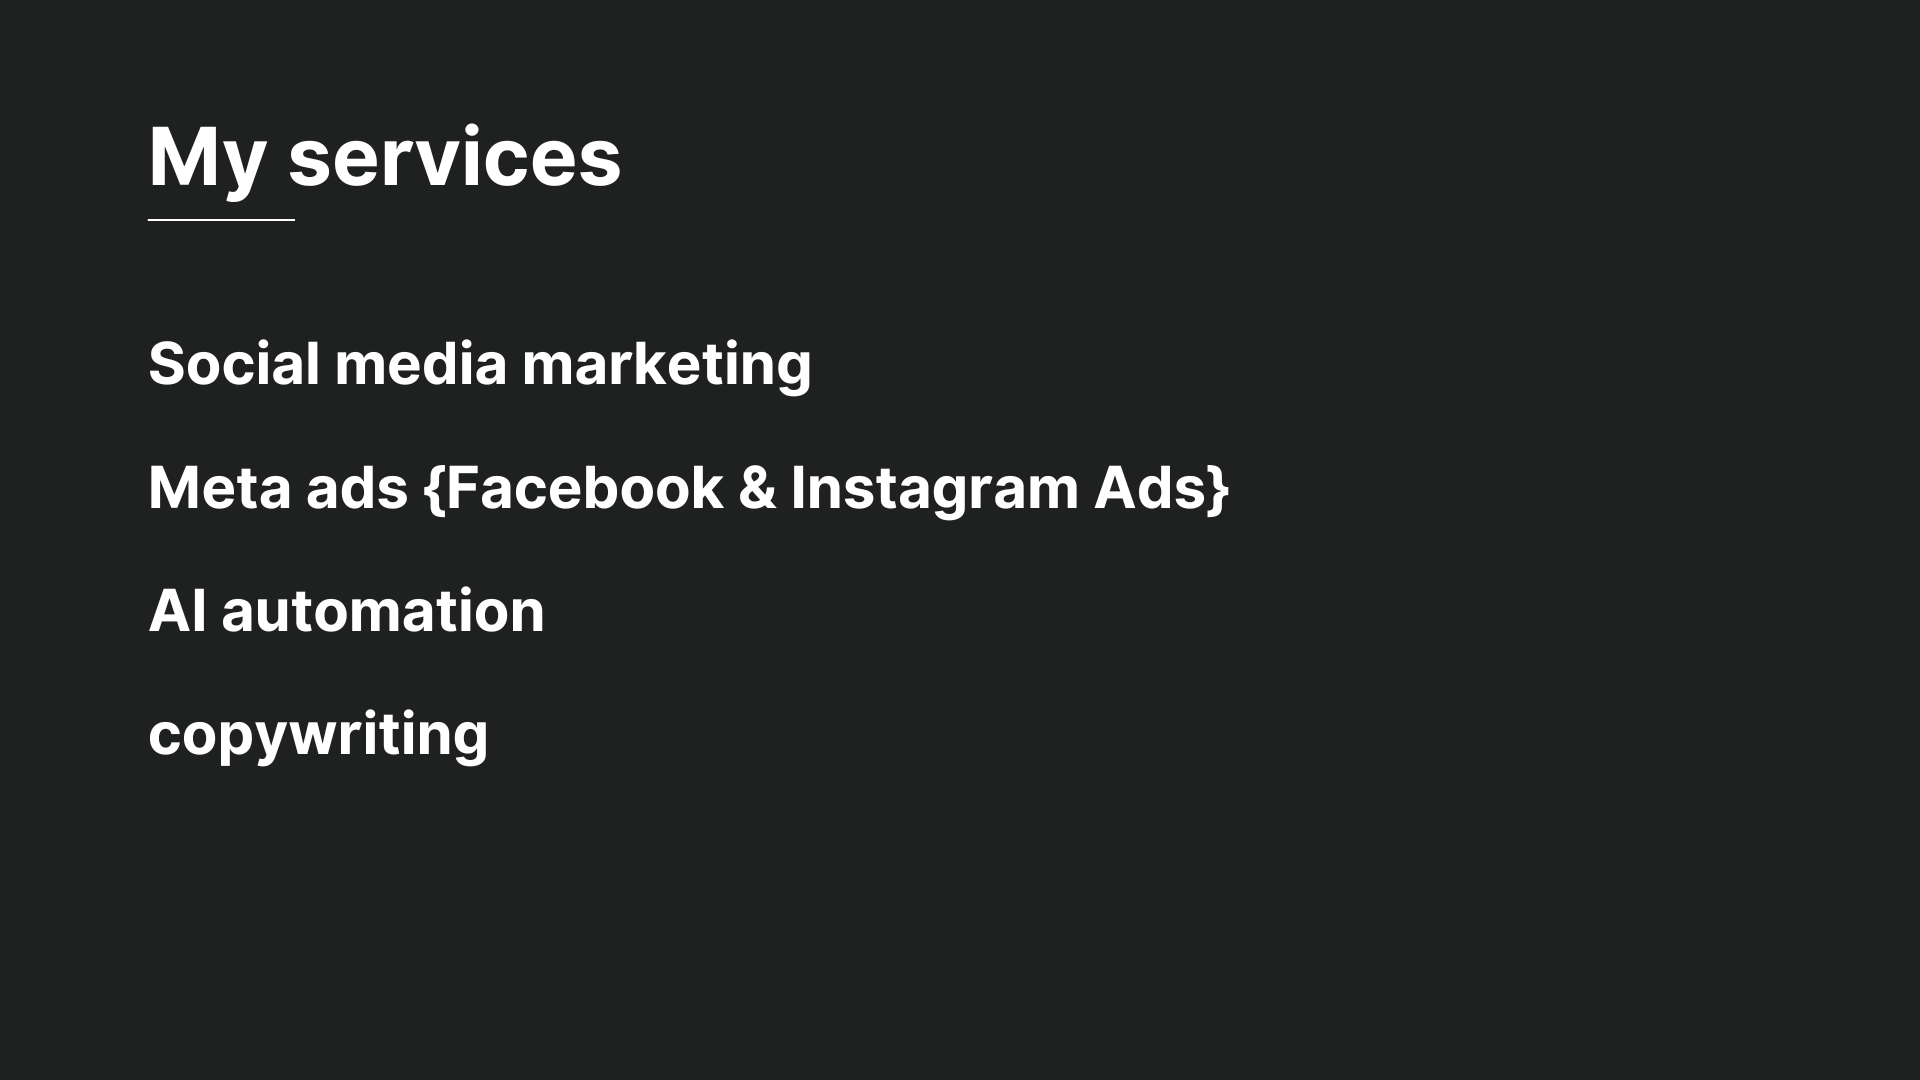 My services
Social media marketing
Meta ads {Facebook & Instagram Ads}
AI automation
copywriting